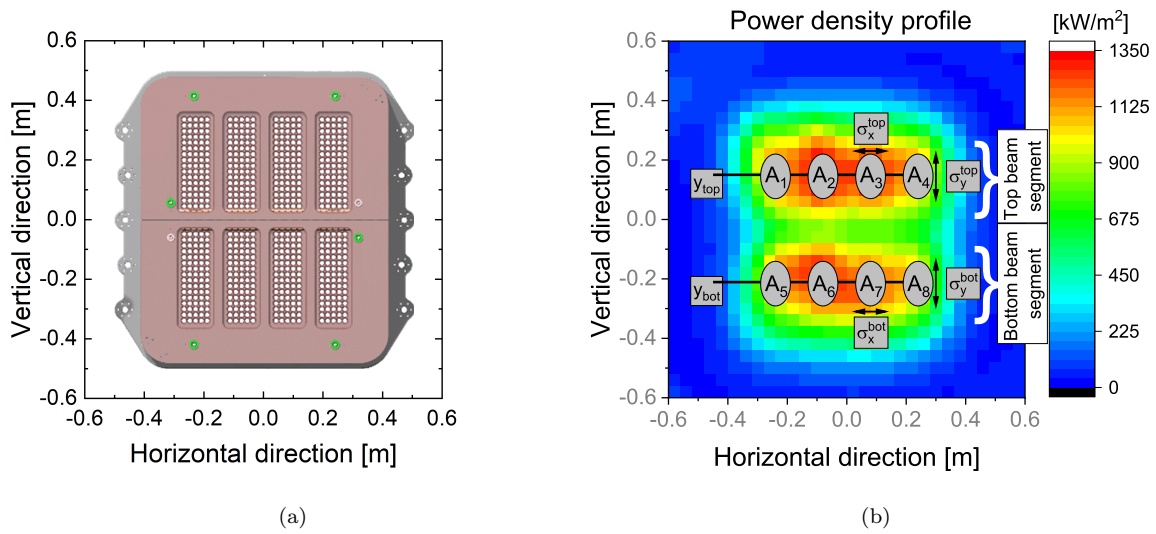 0.6
0.4
0.2
0.0
-0.2
-0.4
-0.6
Vertical direction [m]
-0.6 -0.4 -0.2 0.0 0.2 0.4 0.6
Horizontal direction [m]
(a)
Power density profile
[kW/m²]
0.6
0.4
0.2
0.0
-0.2
-0.4
-0.6
Vertical direction [m]
-0.6 -0.4 -0.2 0.0 0.2 0.4 0.6
Horizontal direction [m]
σₓᵗᵒᵖ
y_top
A₁ A₂ A₃ A₄
σ_y^top
Top beam
segment
y_bot
A₅ A₆ A₇ A₈
σ_y^bot
Bottom beam
segment
σₓᵇᵒᵗ
1350
1125
900
675
450
225
0
(b)